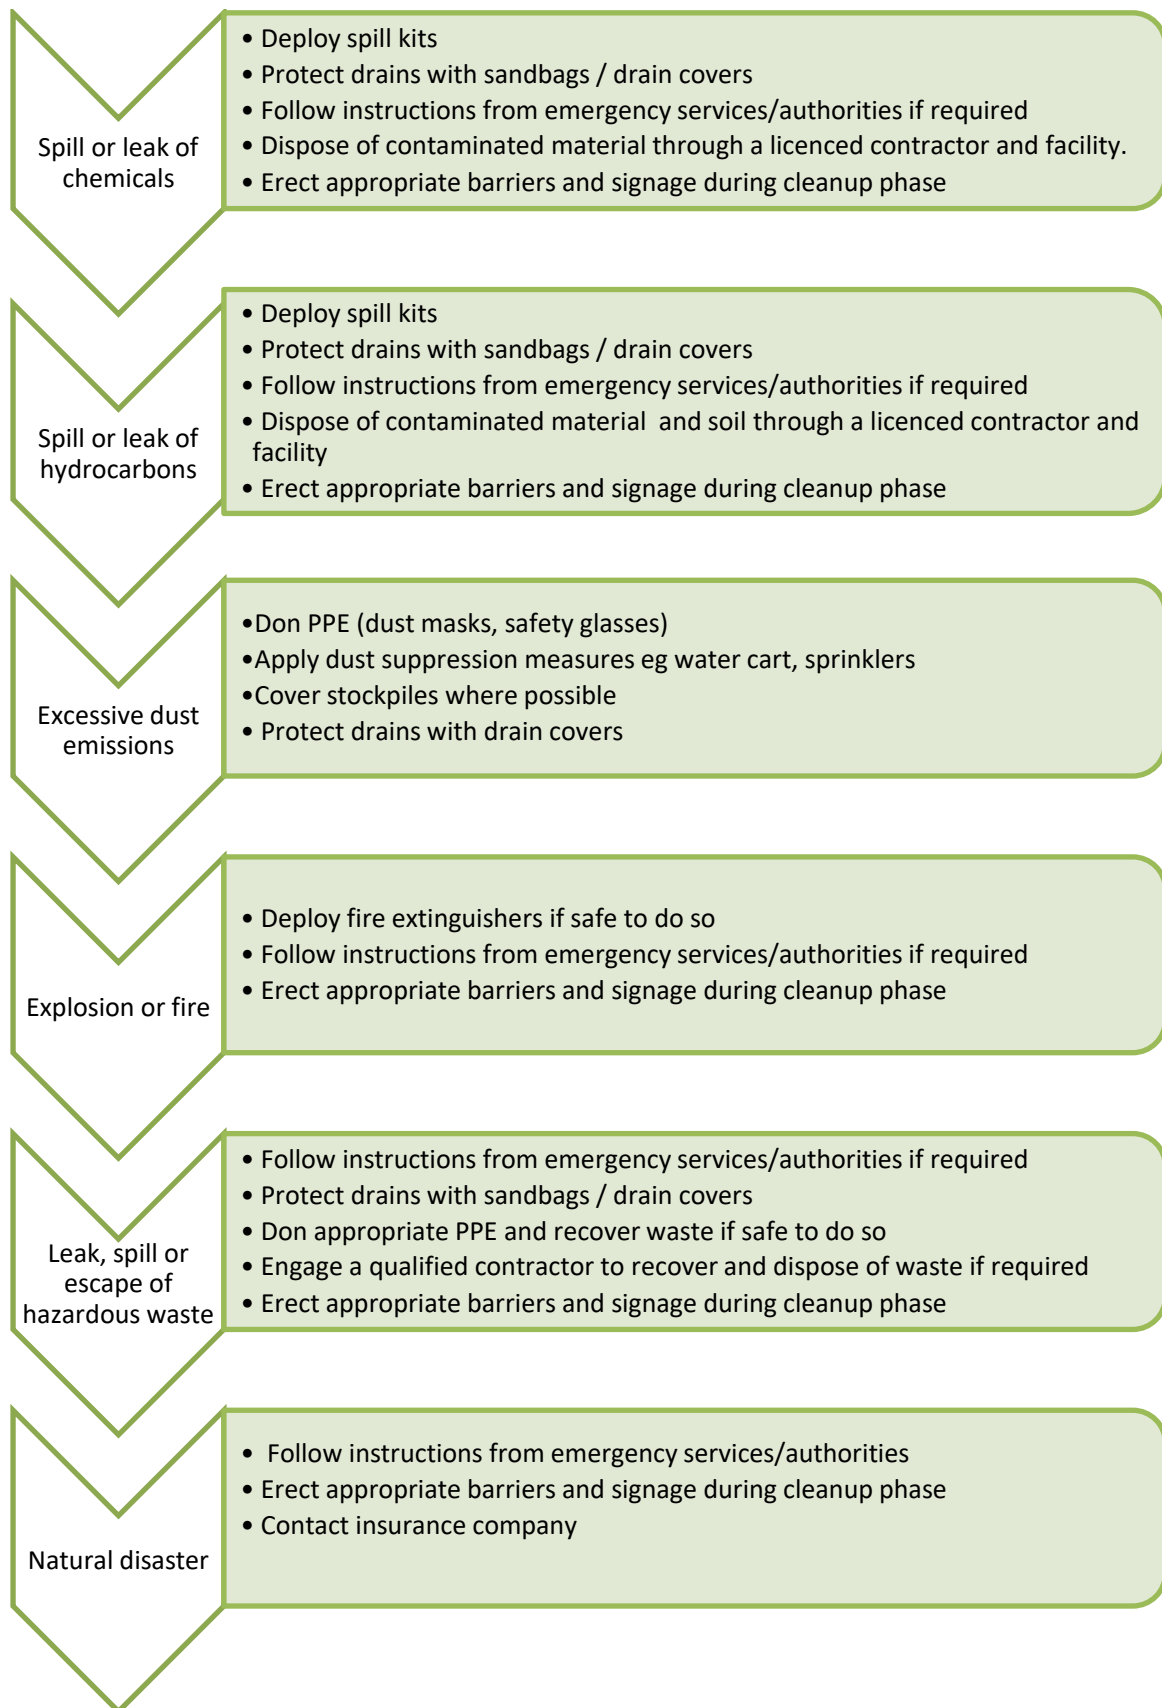 Spill or leak of
chemicals
• Deploy spill kits
• Protect drains with sandbags / drain covers
• Follow instructions from emergency services/authorities if required
• Dispose of contaminated material through a licenced contractor and facility.
• Erect appropriate barriers and signage during cleanup phase
Spill or leak of
hydrocarbons
• Deploy spill kits
• Protect drains with sandbags / drain covers
• Follow instructions from emergency services/authorities if required
• Dispose of contaminated material  and soil through a licenced contractor and
facility
• Erect appropriate barriers and signage during cleanup phase
Excessive dust
emissions
•Don PPE (dust masks, safety glasses)
•Apply dust suppression measures eg water cart, sprinklers
•Cover stockpiles where possible
• Protect drains with drain covers
Explosion or fire
• Deploy fire extinguishers if safe to do so
• Follow instructions from emergency services/authorities if required
• Erect appropriate barriers and signage during cleanup phase
Leak, spill or
escape of
hazardous waste
• Follow instructions from emergency services/authorities if required
• Protect drains with sandbags / drain covers
• Don appropriate PPE and recover waste if safe to do so
• Engage a qualified contractor to recover and dispose of waste if required
• Erect appropriate barriers and signage during cleanup phase
Natural disaster
•  Follow instructions from emergency services/authorities
• Erect appropriate barriers and signage during cleanup phase
• Contact insurance company